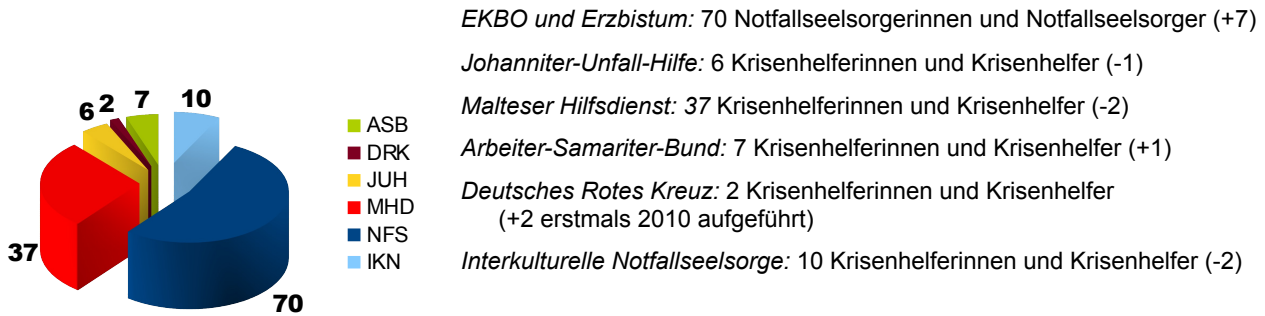 6 2 7 10
37
70
ASB
DRK
JUH
MHD
NFS
IKN
EKBO und Erzbistum: 70 Notfallseelsorgerinnen und Notfallseelsorger (+7)
Johanniter-Unfall-Hilfe: 6 Krisenhelferinnen und Krisenhelfer (-1)
Malteser Hilfsdienst: 37 Krisenhelferinnen und Krisenhelfer (-2)
Arbeiter-Samariter-Bund: 7 Krisenhelferinnen und Krisenhelfer (+1)
Deutsches Rotes Kreuz: 2 Krisenhelferinnen und Krisenhelfer
(+2 erstmals 2010 aufgeführt)
Interkulturelle Notfallseelsorge: 10 Krisenhelferinnen und Krisenhelfer (-2)